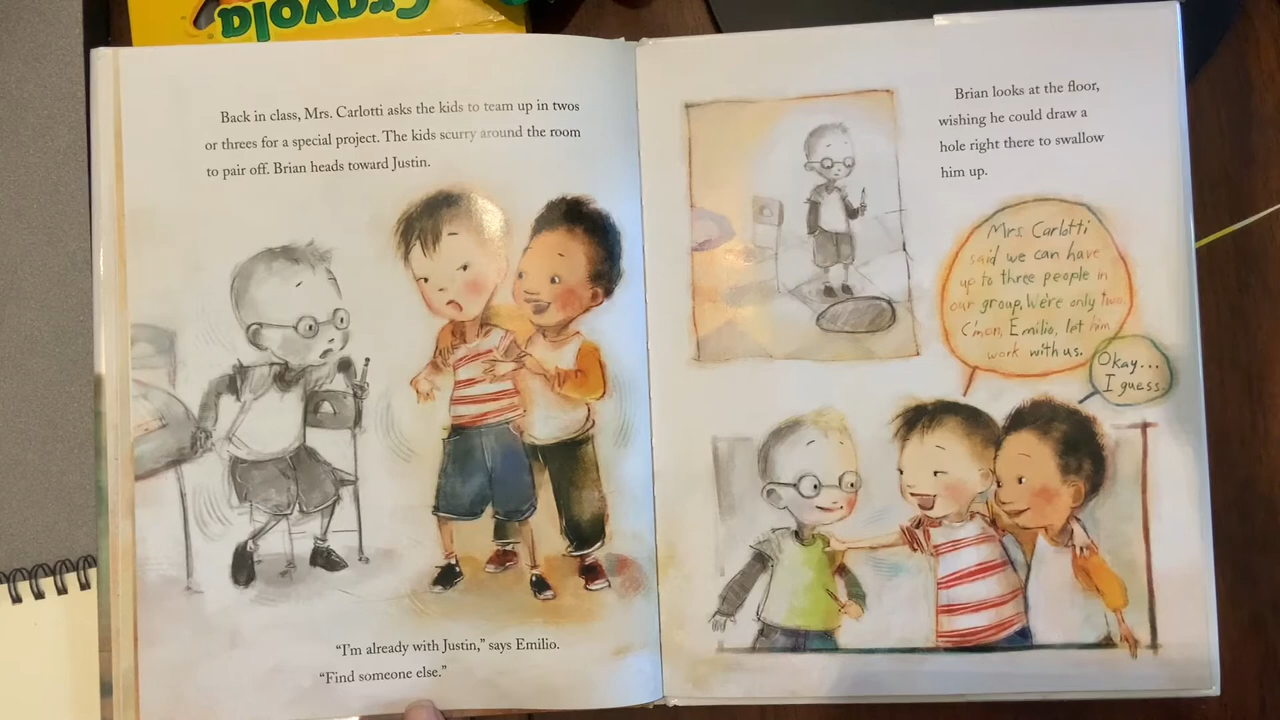 Crayola
Back in class, Mrs. Carlotti asks the kids to team up in twos
or threes for a special project. The kids scurry around the room
to pair off. Brian heads toward Justin.
“I’m already with Justin,” says Emilio.
“Find someone else.”
Brian looks at the floor,
wishing he could draw a
hole right there to swallow
him up.
Mrs. Carlotti
said we can have
up to three people in
our group. We're only two.
C'mon, Emilio, let him
work with us.
Okay...
I guess.